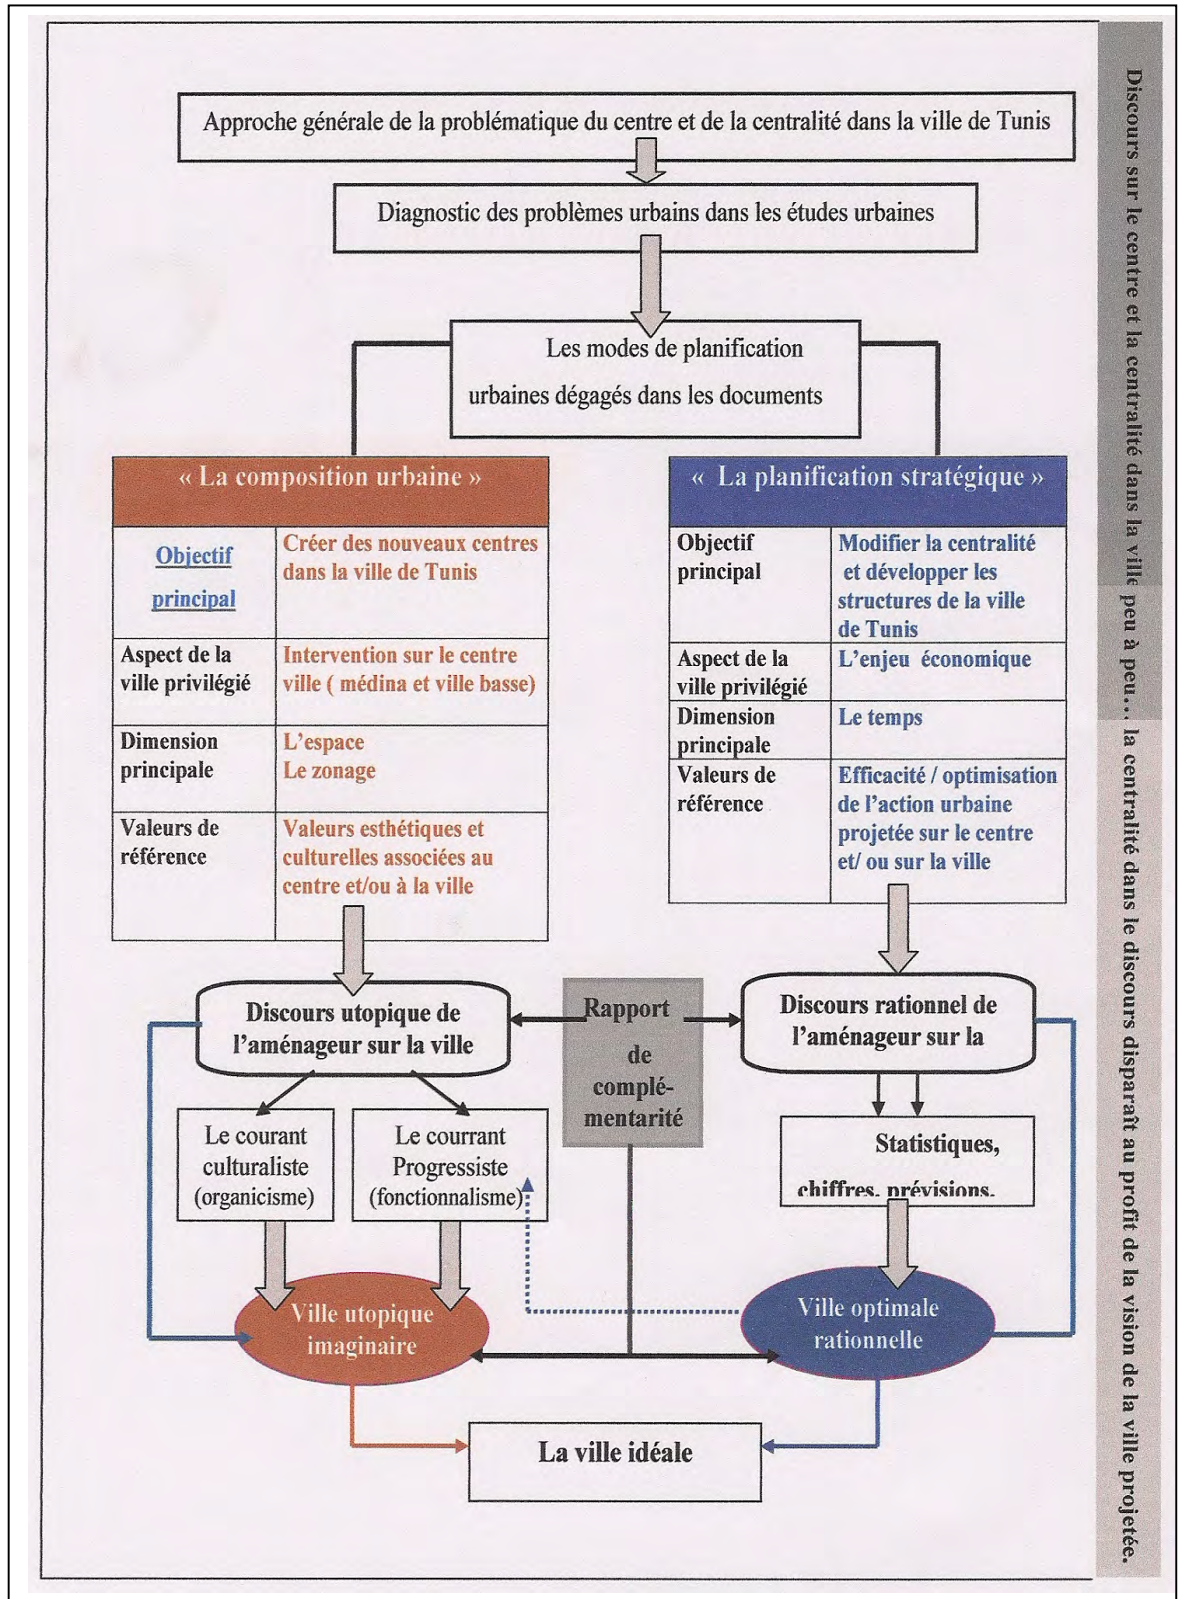 Approche générale de la problématique du centre et de la centralité dans la ville de Tunis
Diagnostic des problèmes urbains dans les études urbaines
Les modes de planification
urbaines dégagés dans les documents
« La composition urbaine »
Objectif
principal
Créer des nouveaux centres
dans la ville de Tunis
Aspect de la
ville privilégié
Intervention sur le centre
ville ( médina et ville basse)
Dimension
principale
L'espace
Le zonage
Valeurs de
référence
Valeurs esthétiques et
culturelles associées au
centre et/ou à la ville
« La planification stratégique »
Objectif
principal
Modifier la centralité
et développer les
structures de la ville
de Tunis
Aspect de la
ville privilégié
L'enjeu économique
Dimension
principale
Le temps
Valeurs de
référence
Efficacité / optimisation
de l'action urbaine
projetée sur le centre
et/ ou sur la ville
Discours utopique de
l'aménageur sur la ville
Rapport
de
complé-
mentarité
Discours rationnel de
l'aménageur sur la
Le courant
culturaliste
(organicisme)
Le courrant
Progressiste
(fonctionnalisme)
Statistiques,
chiffres, prévisions.
Ville utopique
imaginaire
Ville optimale
rationnelle
La ville idéale
Discours sur le centre et la centralité dans la ville peu à peu… la centralité dans le discours disparaît au profit de la vision de la ville projetée.